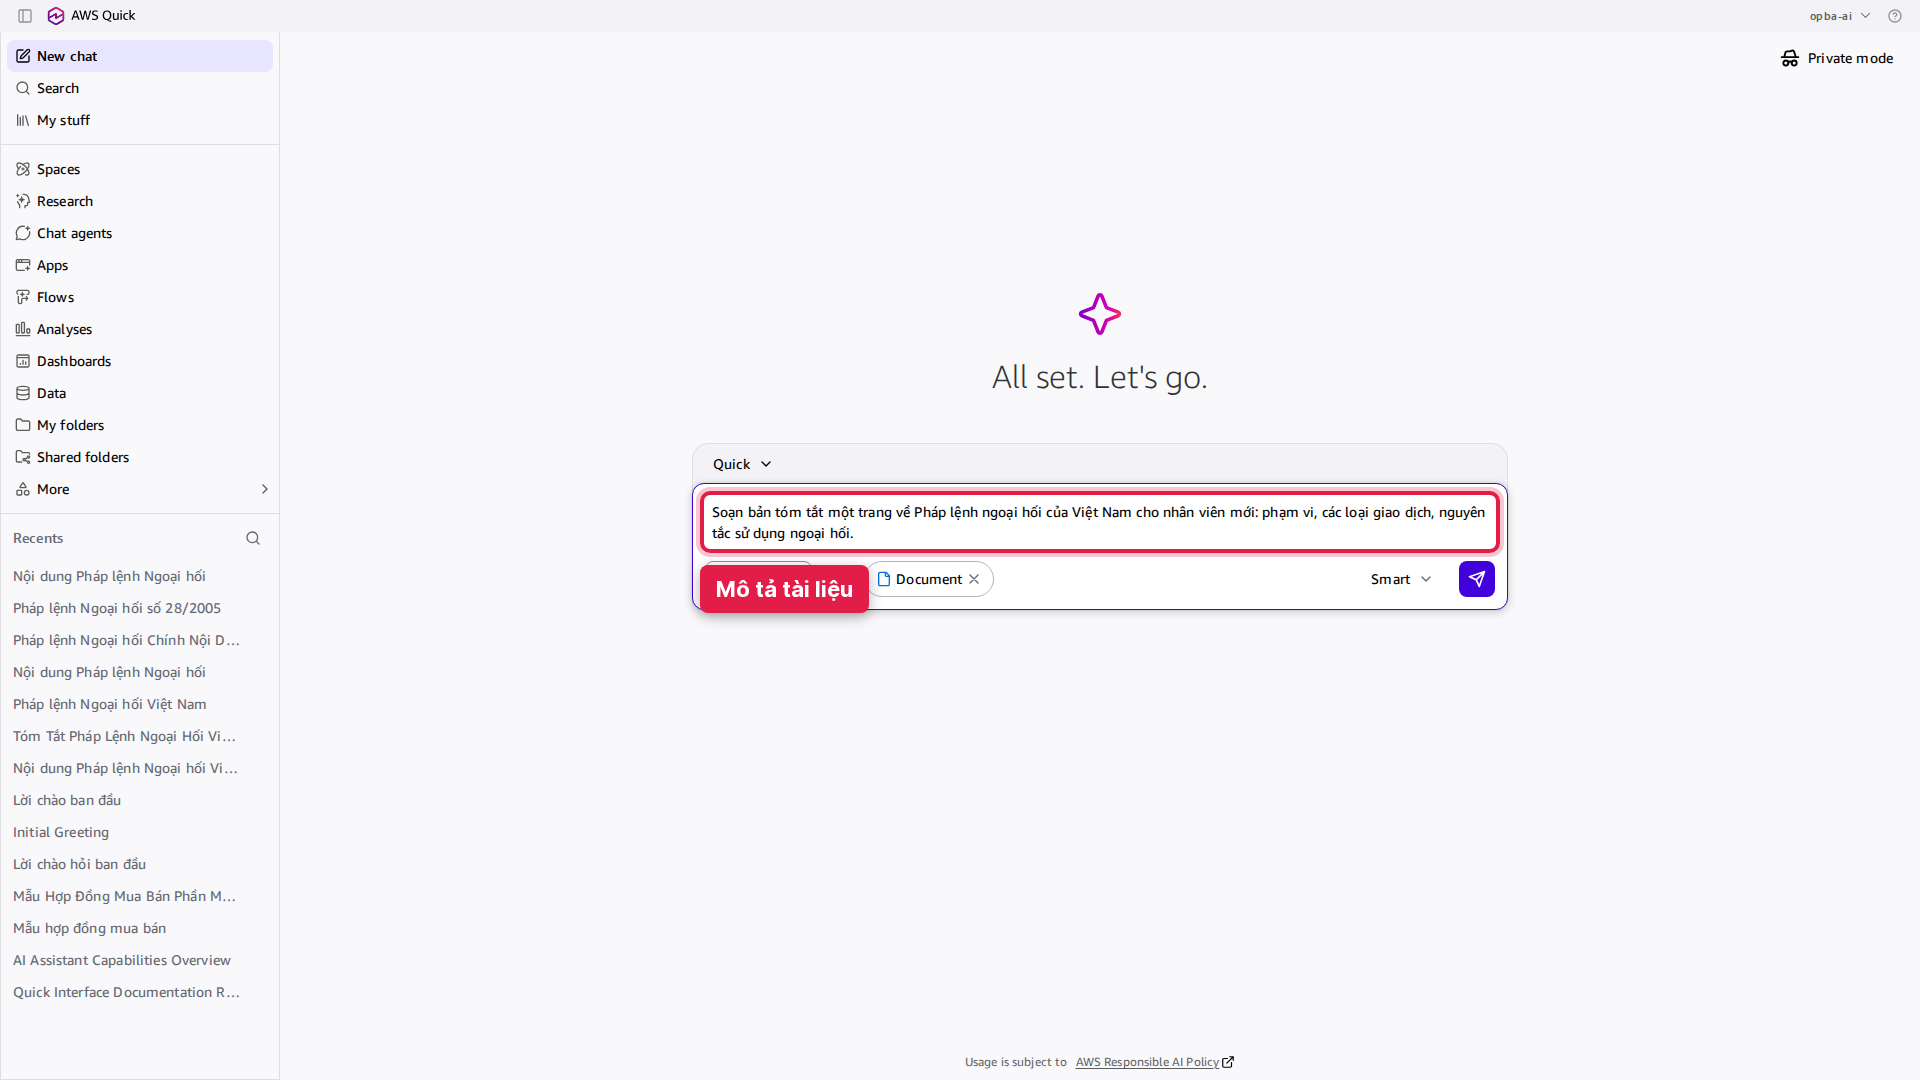 AWS Quick
opba-ai
New chat
Search
My stuff
Spaces
Research
Chat agents
Apps
Flows
Analyses
Dashboards
Data
My folders
Shared folders
More
Recents
Nội dung Pháp lệnh Ngoại hối
Pháp lệnh Ngoại hối số 28/2005
Pháp lệnh Ngoại hối Chính Nội D...
Nội dung Pháp lệnh Ngoại hối
Pháp lệnh Ngoại hối Việt Nam
Tóm Tắt Pháp Lệnh Ngoại Hối Vi...
Nội dung Pháp lệnh Ngoại hối Vi...
Lời chào ban đầu
Initial Greeting
Lời chào hỏi ban đầu
Mẫu Hợp Đồng Mua Bán Phần M...
Mẫu hợp đồng mua bán
AI Assistant Capabilities Overview
Quick Interface Documentation R...
Private mode
All set. Let's go.
Quick
Soạn bản tóm tắt một trang về Pháp lệnh ngoại hối của Việt Nam cho nhân viên mới: phạm vi, các loại giao dịch, nguyên
tắc sử dụng ngoại hối.
Mô tả tài liệu
Document
Smart
Usage is subject to AWS Responsible AI Policy